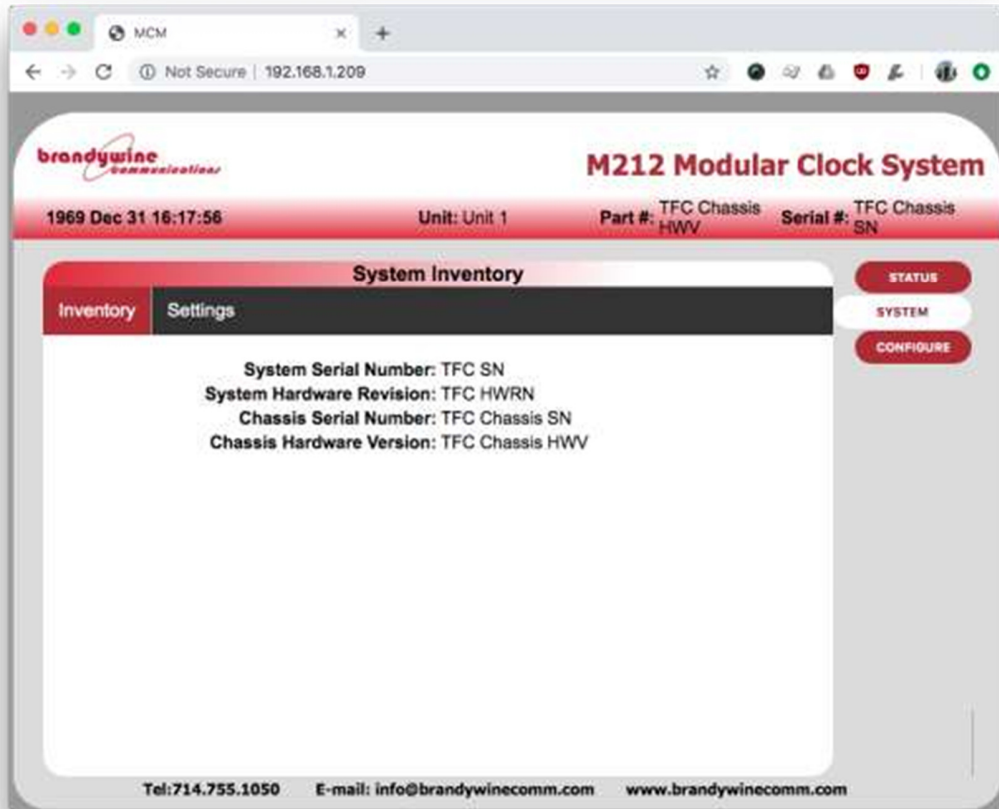 MCM
Not Secure | 192.168.1.209
brandywine
communications
M212 Modular Clock System
1969 Dec 31 16:17:56
Unit: Unit 1
Part #: TFC Chassis HWV
Serial #: TFC Chassis SN
System Inventory
Inventory
Settings
STATUS
SYSTEM
CONFIGURE
System Serial Number: TFC SN
System Hardware Revision: TFC HWRN
Chassis Serial Number: TFC Chassis SN
Chassis Hardware Version: TFC Chassis HWV
Tel:714.755.1050 E-mail: info@brandywinecomm.com www.brandywinecomm.com